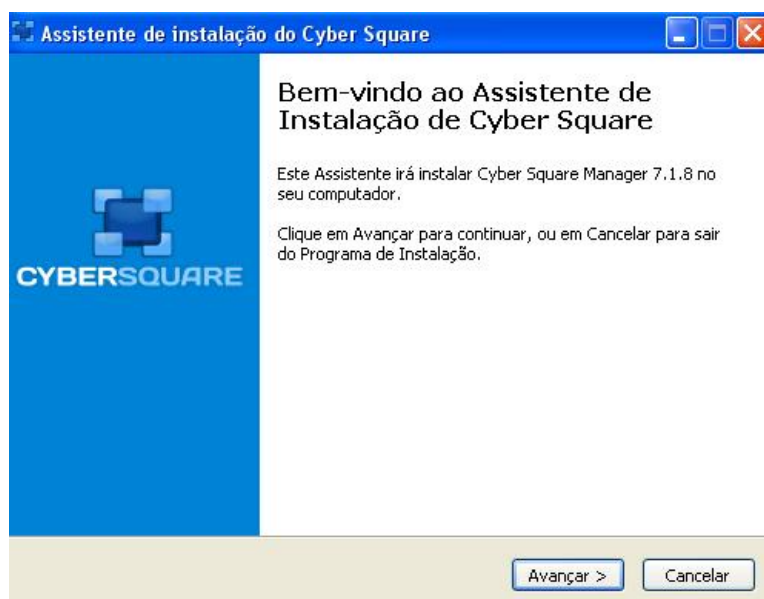 Assistente de instalação do Cyber Square
Bem-vindo ao Assistente de
Instalação de Cyber Square
Este Assistente irá instalar Cyber Square Manager 7.1.8 no
seu computador.
Clique em Avançar para continuar, ou em Cancelar para sair
do Programa de Instalação.
CYBERSQUARE
Avançar >
Cancelar